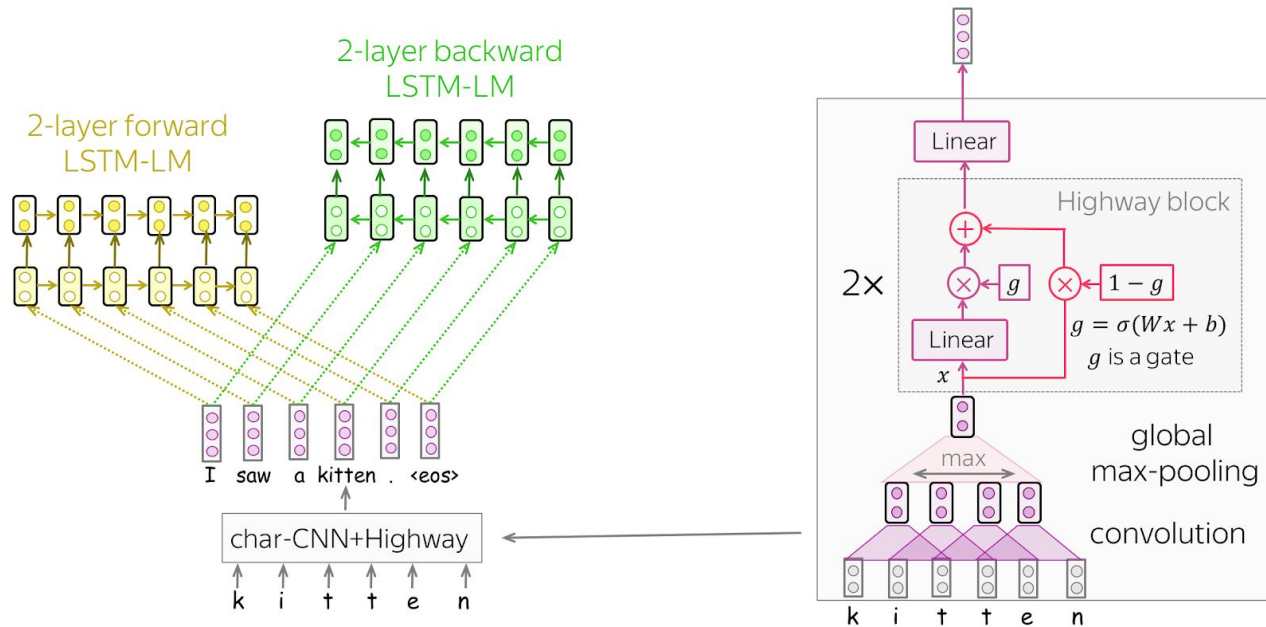 2-layer forward
LSTM-LM
2-layer backward
LSTM-LM
I saw a kitten . <eos>
char-CNN+Highway
k i t t e n
Linear
Highway block
+
2×
× g × 1 − g
g = σ(Wx + b)
g is a gate
Linear
x
global
max-pooling
max
convolution
k i t t e n